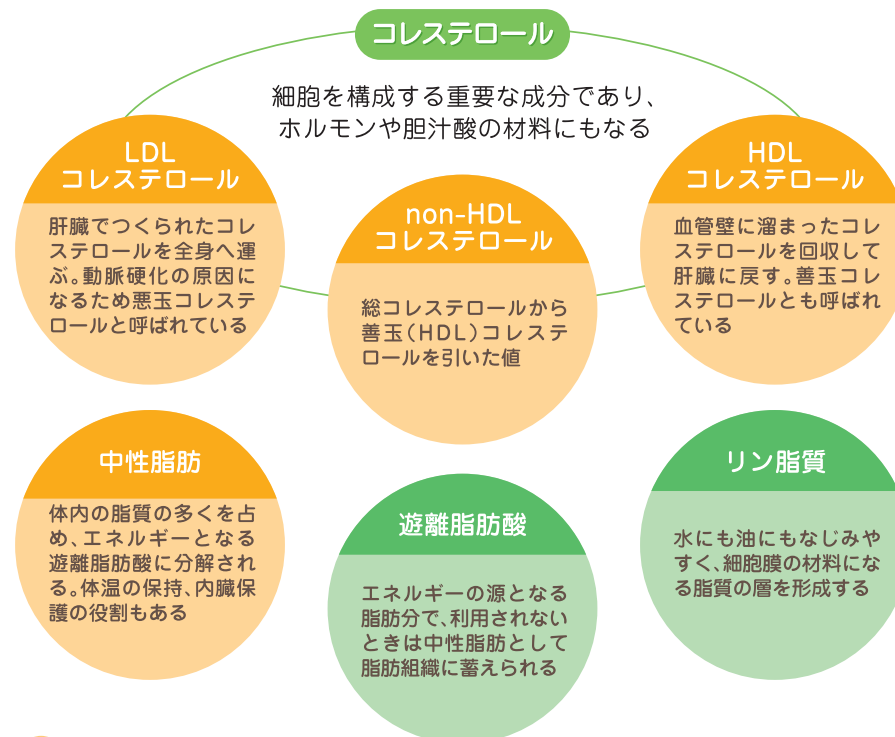 コレステロール
細胞を構成する重要な成分であり、
ホルモンや胆汁酸の材料にもなる
LDL
コレステロール
肝臓でつくられたコレ
ステロールを全身へ運
ぶ。動脈硬化の原因に
なるため悪玉コレステ
ロールと呼ばれている
non-HDL
コレステロール
総コレステロールから
善玉（HDL）コレステ
ロールを引いた値
HDL
コレステロール
血管壁に溜まったコレ
ステロールを回収して
肝臓に戻す。善玉コレ
ステロールとも呼ばれ
ている
中性脂肪
体内の脂質の多くを占
め、エネルギーとなる
遊離脂肪酸に分解され
る。体温の保持、内臓保
護の役割もある
遊離脂肪酸
エネルギーの源となる
脂肪分で、利用されない
ときは中性脂肪として
脂肪組織に蓄えられる
リン脂質
水にも油にもなじみや
すく、細胞膜の材料にな
る脂質の層を形成する